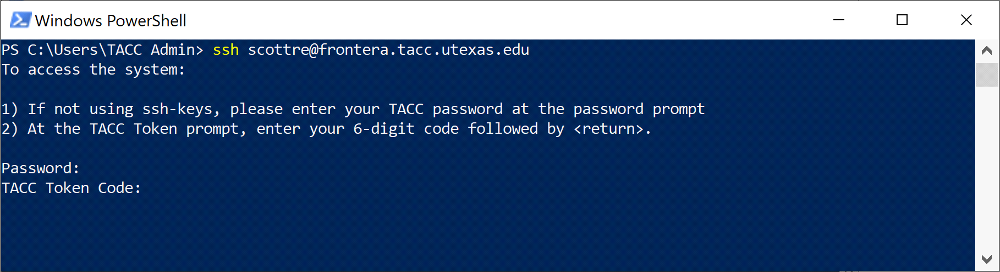 Windows PowerShell
PS C:\Users\TACC Admin> ssh scottre@frontera.tacc.utexas.edu
To access the system:
1) If not using ssh-keys, please enter your TACC password at the password prompt
2) At the TACC Token prompt, enter your 6-digit code followed by <return>.
Password:
TACC Token Code: